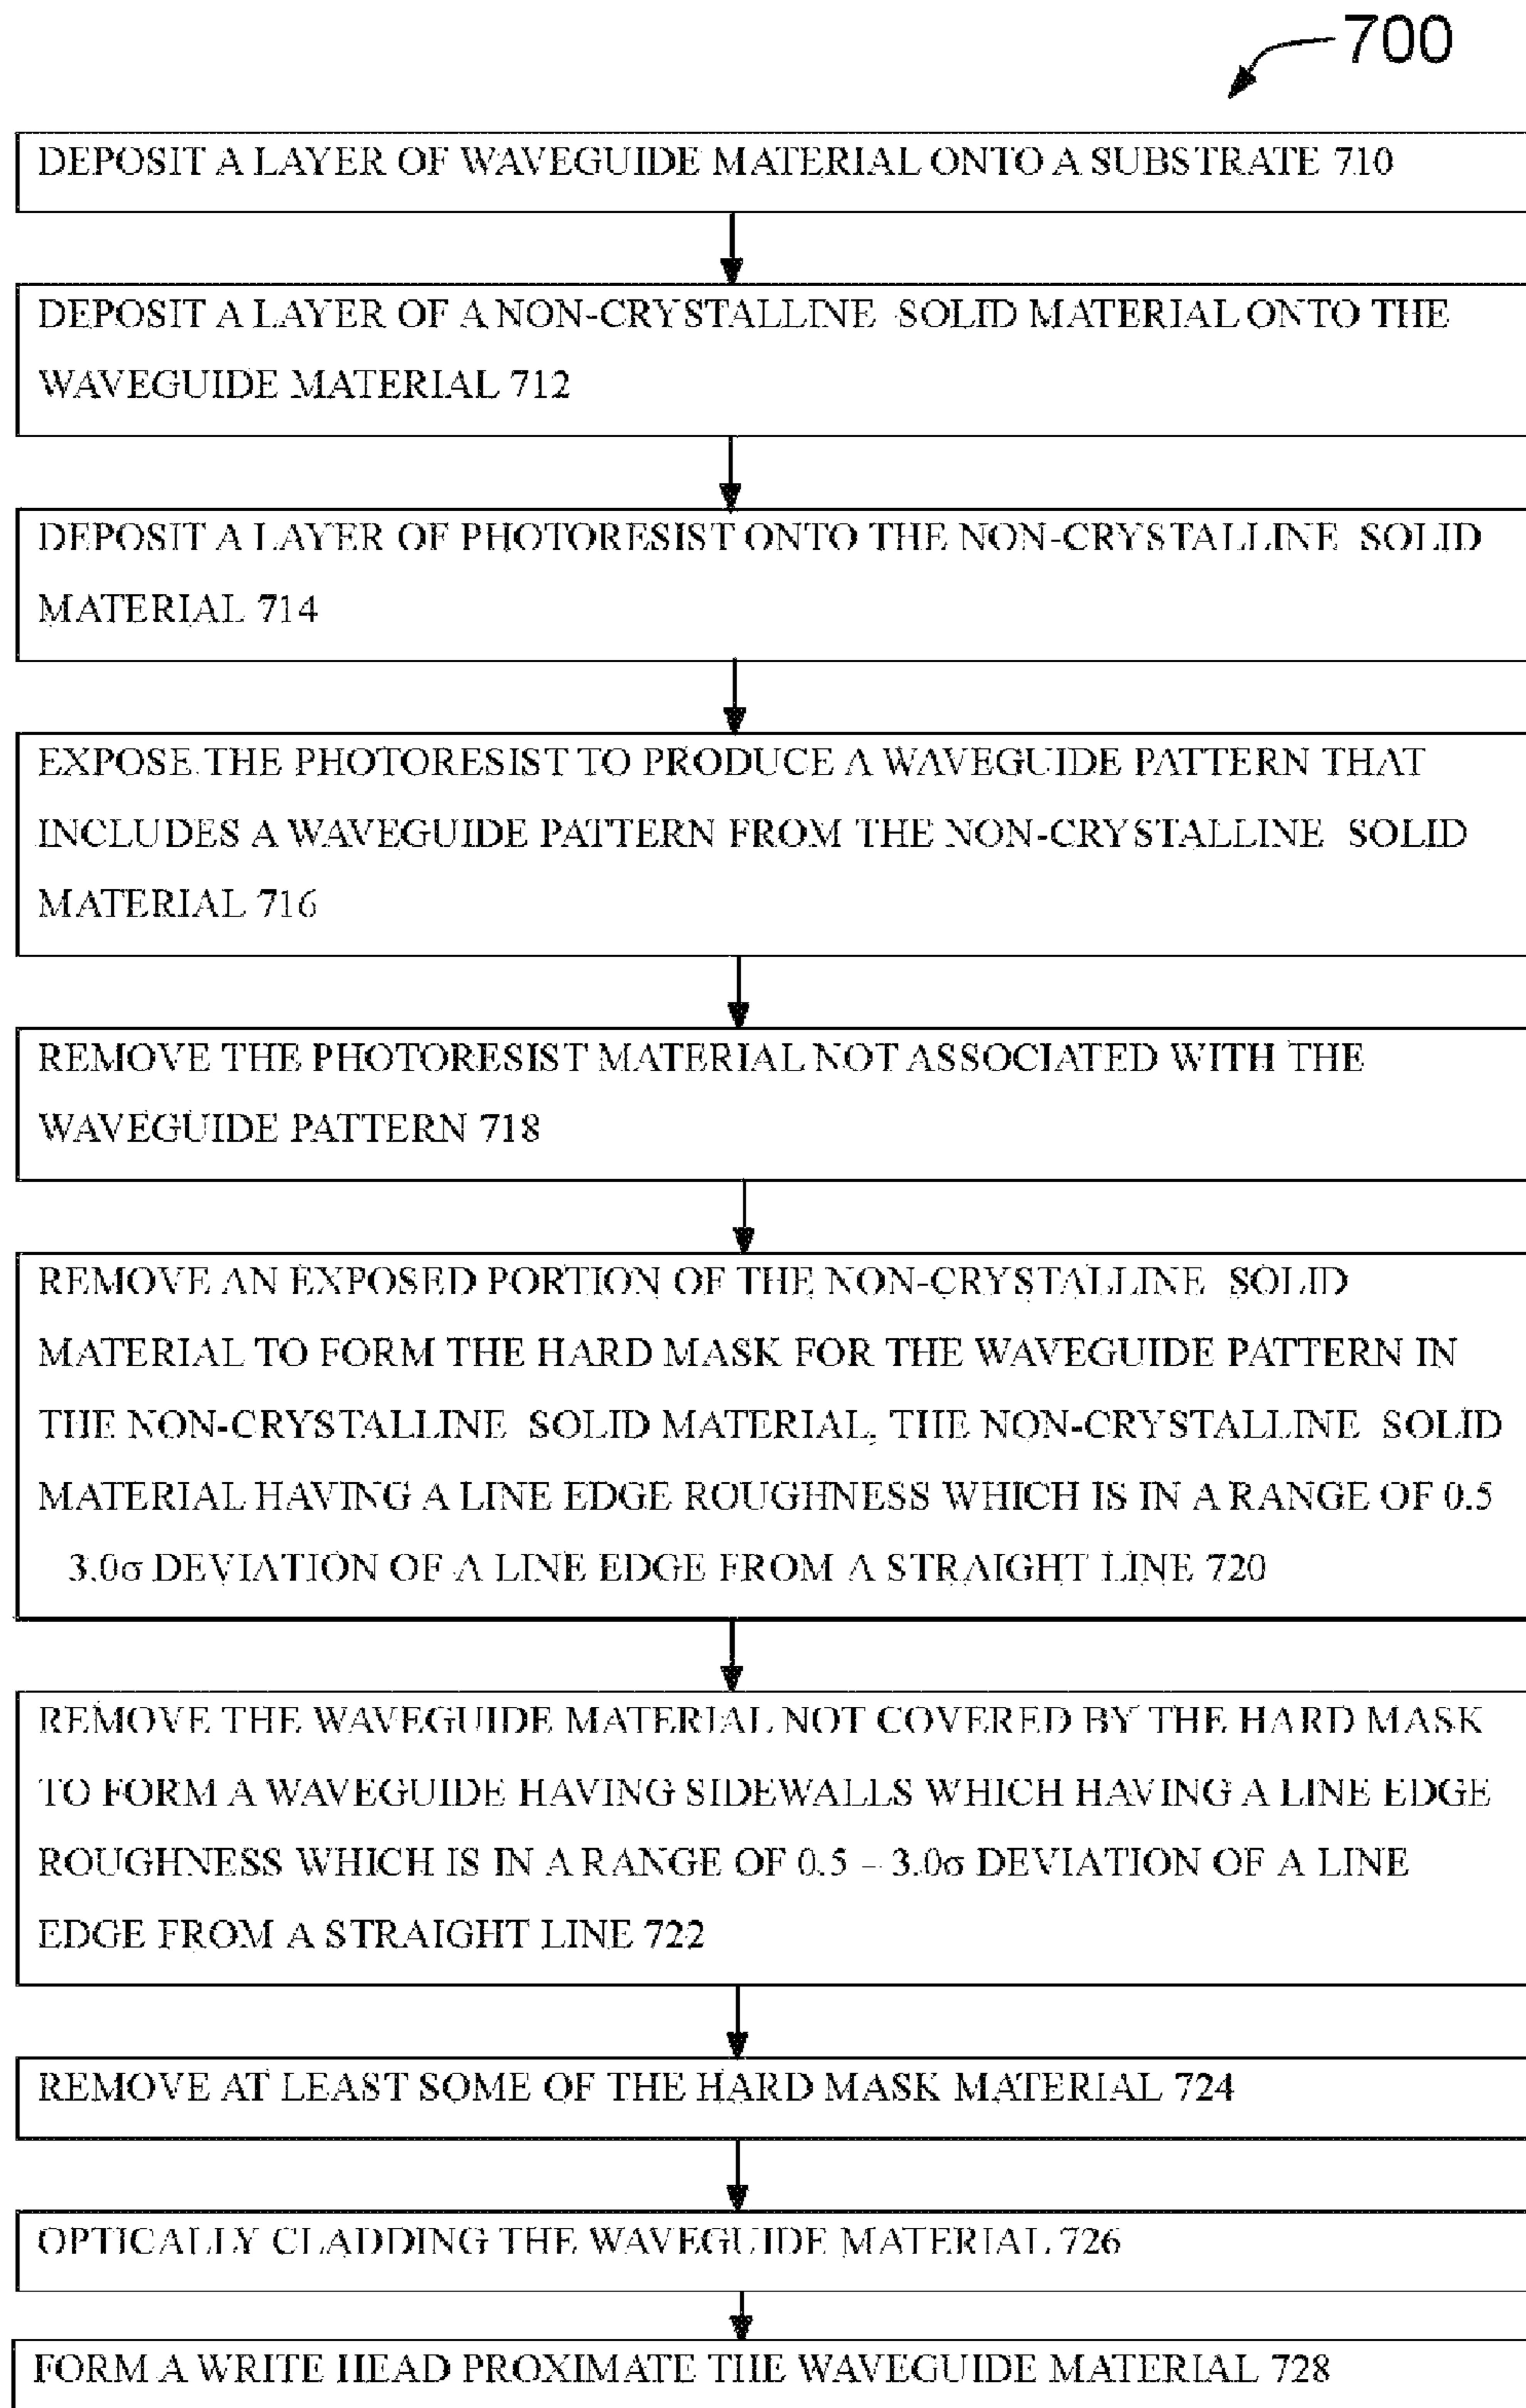 700
DEPOSIT A LAYER OF WAVEGUIDE MATERIAL ONTO A SUBSTRATE 710
DEPOSIT A LAYER OF A NON-CRYSTALLINE SOLID MATERIAL ONTO THE
WAVEGUIDE MATERIAL 712
DEPOSIT A LAYER OF PHOTORESIST ONTO THE NON-CRYSTALLINE SOLID
MATERIAL 714
EXPOSE THE PHOTORESIST TO PRODUCE A WAVEGUIDE PATTERN THAT
INCLUDES A WAVEGUIDE PATTERN FROM THE NON-CRYSTALLINE SOLID
MATERIAL 716
REMOVE THE PHOTORESIST MATERIAL NOT ASSOCIATED WITH THE
WAVEGUIDE PATTERN 718
REMOVE AN EXPOSED PORTION OF THE NON-CRYSTALLINE SOLID
MATERIAL TO FORM THE HARD MASK FOR THE WAVEGUIDE PATTERN IN
THE NON-CRYSTALLINE SOLID MATERIAL, THE NON-CRYSTALLINE SOLID
MATERIAL HAVING A LINE EDGE ROUGHNESS WHICH IS IN A RANGE OF 0.5
3.0σ DEVIATION OF A LINE EDGE FROM A STRAIGHT LINE 720
REMOVE THE WAVEGUIDE MATERIAL NOT COVERED BY THE HARD MASK
TO FORM A WAVEGUIDE HAVING SIDEWALLS WHICH HAVING A LINE EDGE
ROUGHNESS WHICH IS IN A RANGE OF 0.5 – 3.0σ DEVIATION OF A LINE
EDGE FROM A STRAIGHT LINE 722
REMOVE AT LEAST SOME OF THE HARD MASK MATERIAL 724
OPTICALLY CLADDING THE WAVEGUIDE MATERIAL 726
FORM A WRITE HEAD PROXIMATE THE WAVEGUIDE MATERIAL 728